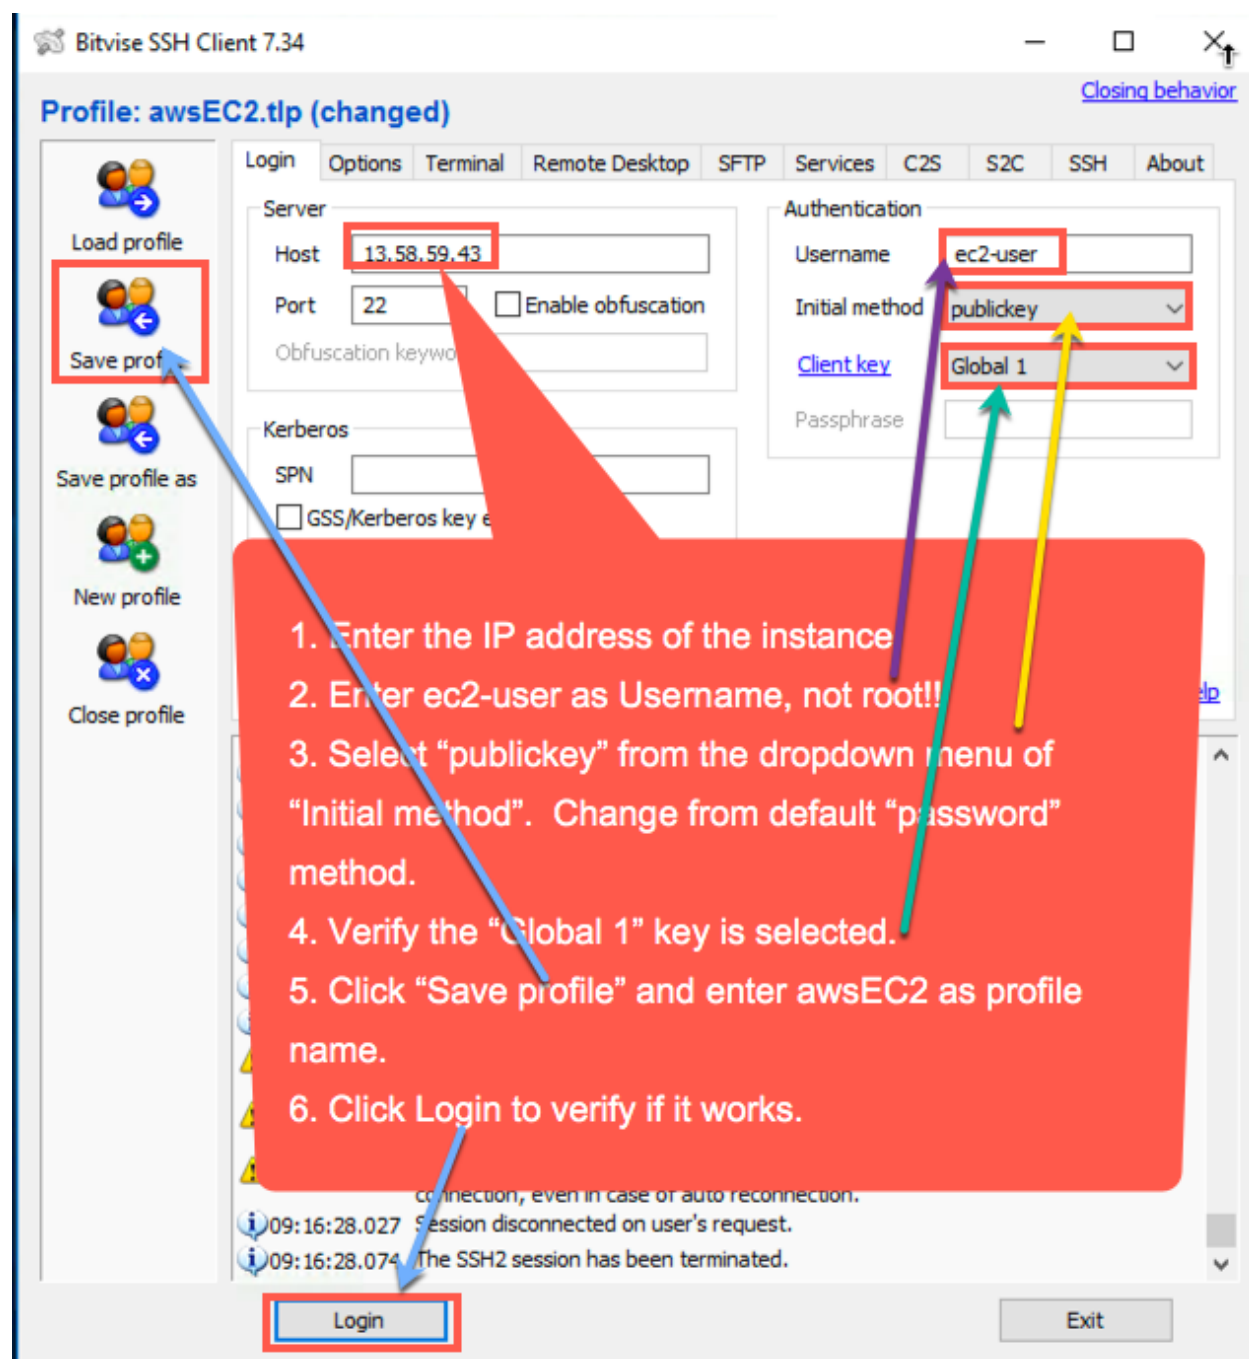 Bitvise SSH Client 7.34
Closing behavior
Profile: awsEC2.tlp (changed)
Load profile
Save
Save profile as
New profile
Close profile
Login Options Terminal Remote Desktop SFTP Services C2S S2C SSH About
Server
Host 13.58.59.43
Port 22 Enable obfuscation
Obfuscation
Kerberos
SPN
GSS/Kerberos key
Authentication
Username ec2-user
Initial method publickey
Client key Global 1
Passphrase
1. Enter the IP address of the instance
2. Enter ec2-user as Username, not root!!
3. Select “publickey” from the dropdown menu of
“Initial method”. Change from default “password”
method.
4. Verify the “Global 1” key is selected.
5. Click “Save profile” and enter awsEC2 as profile
name.
6. Click Login to verify if it works.
connection, even in case of auto reconnection.
09:16:28.027 Session disconnected on user's request.
09:16:28.074 The SSH2 session has been terminated.
Login
Exit